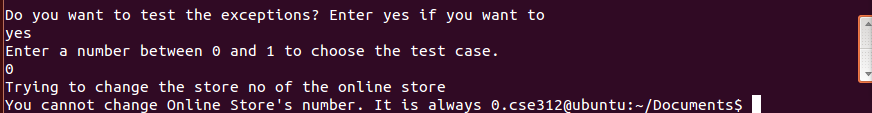 Do you want to test the exceptions? Enter yes if you want to
yes
Enter a number between 0 and 1 to choose the test case.
0
Trying to change the store no of the online store
You cannot change Online Store's number. It is always 0.cse312@ubuntu:~/Documents$